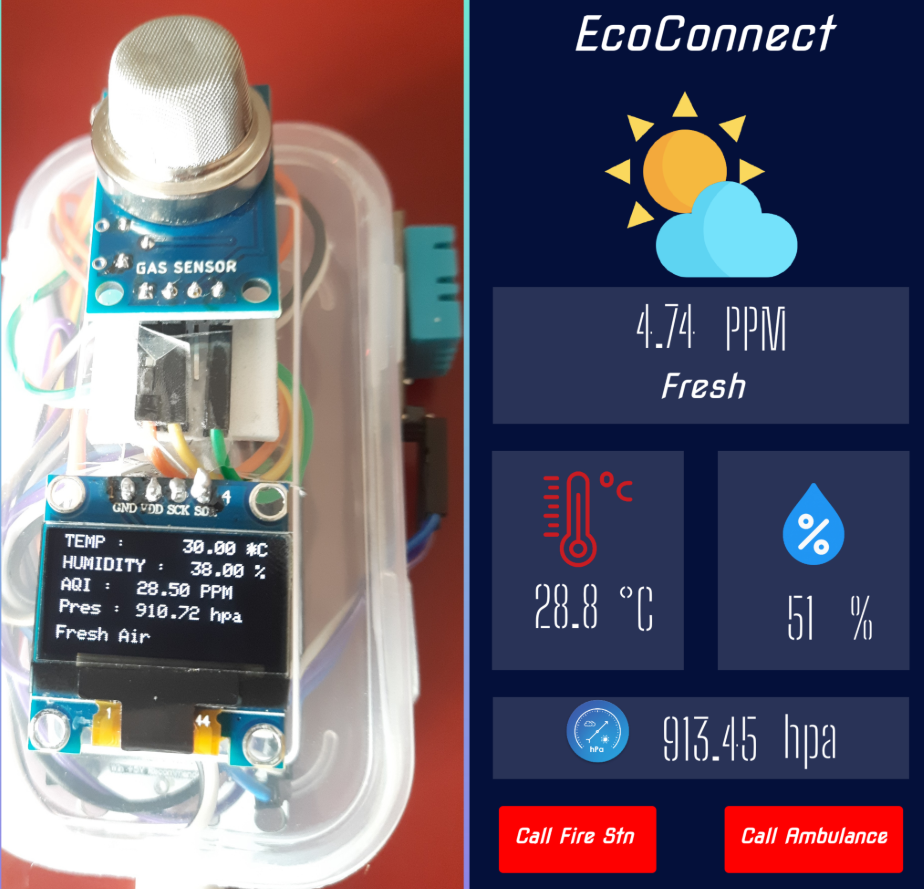 GAS SENSOR
GND VDD SCK SDA
TEMP : 30.00 *C
HUMIDITY : 38.00 %
AQI : 28.50 PPM
Pres : 910.72 hpa
Fresh Air
1 44
EcoConnect
4.74 PPM
Fresh
°C
%
28.8 °C
51 %
hPa
913.45 hpa
Call Fire Stn
Call Ambulance